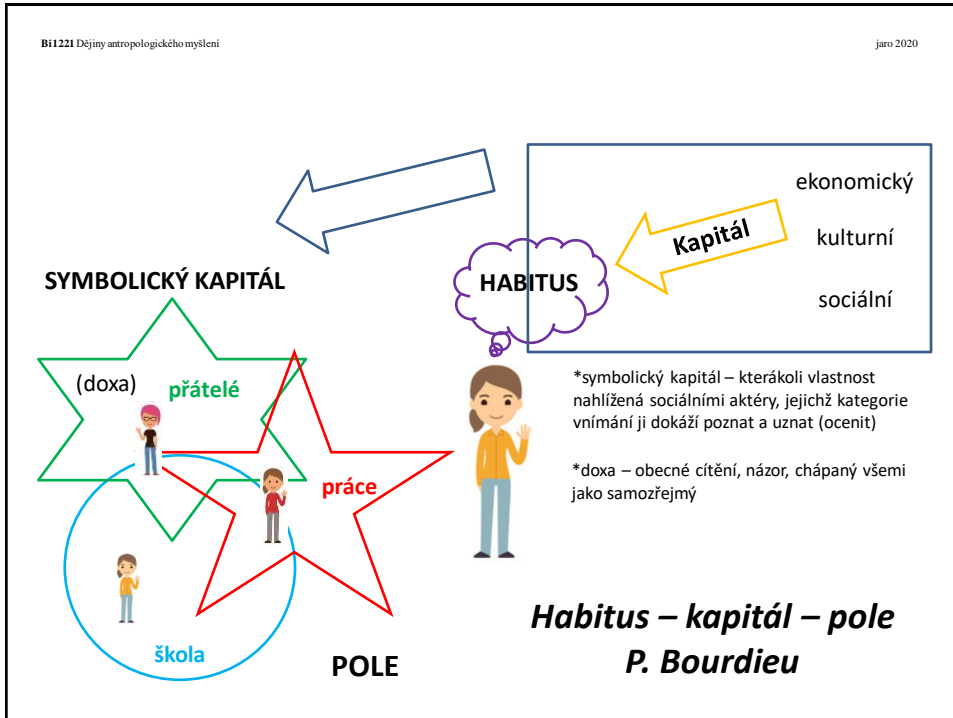 Bi1221 Dějiny antropologického myšlení
jaro 2020
ekonomický
Kapitál
kulturní
sociální
HABITUS
SYMBOLICKÝ KAPITÁL
(doxa)
přátelé
práce
škola
POLE
*symbolický kapitál – kterákoli vlastnost
nahlížená sociálními aktéry, jejichž kategorie
vnímání ji dokáží poznat a uznat (ocenit)
*doxa – obecné cítění, názor, chápaný všemi
jako samozřejmý
Habitus – kapitál – pole
P. Bourdieu